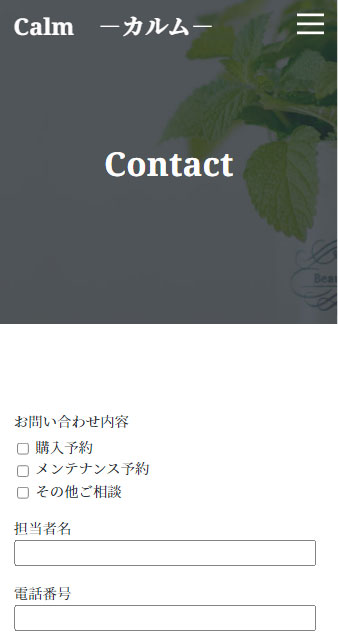 Calm ―カルム―
Contact
Beau
お問い合わせ内容
購入予約
メンテナンス予約
その他ご相談
担当者名
電話番号